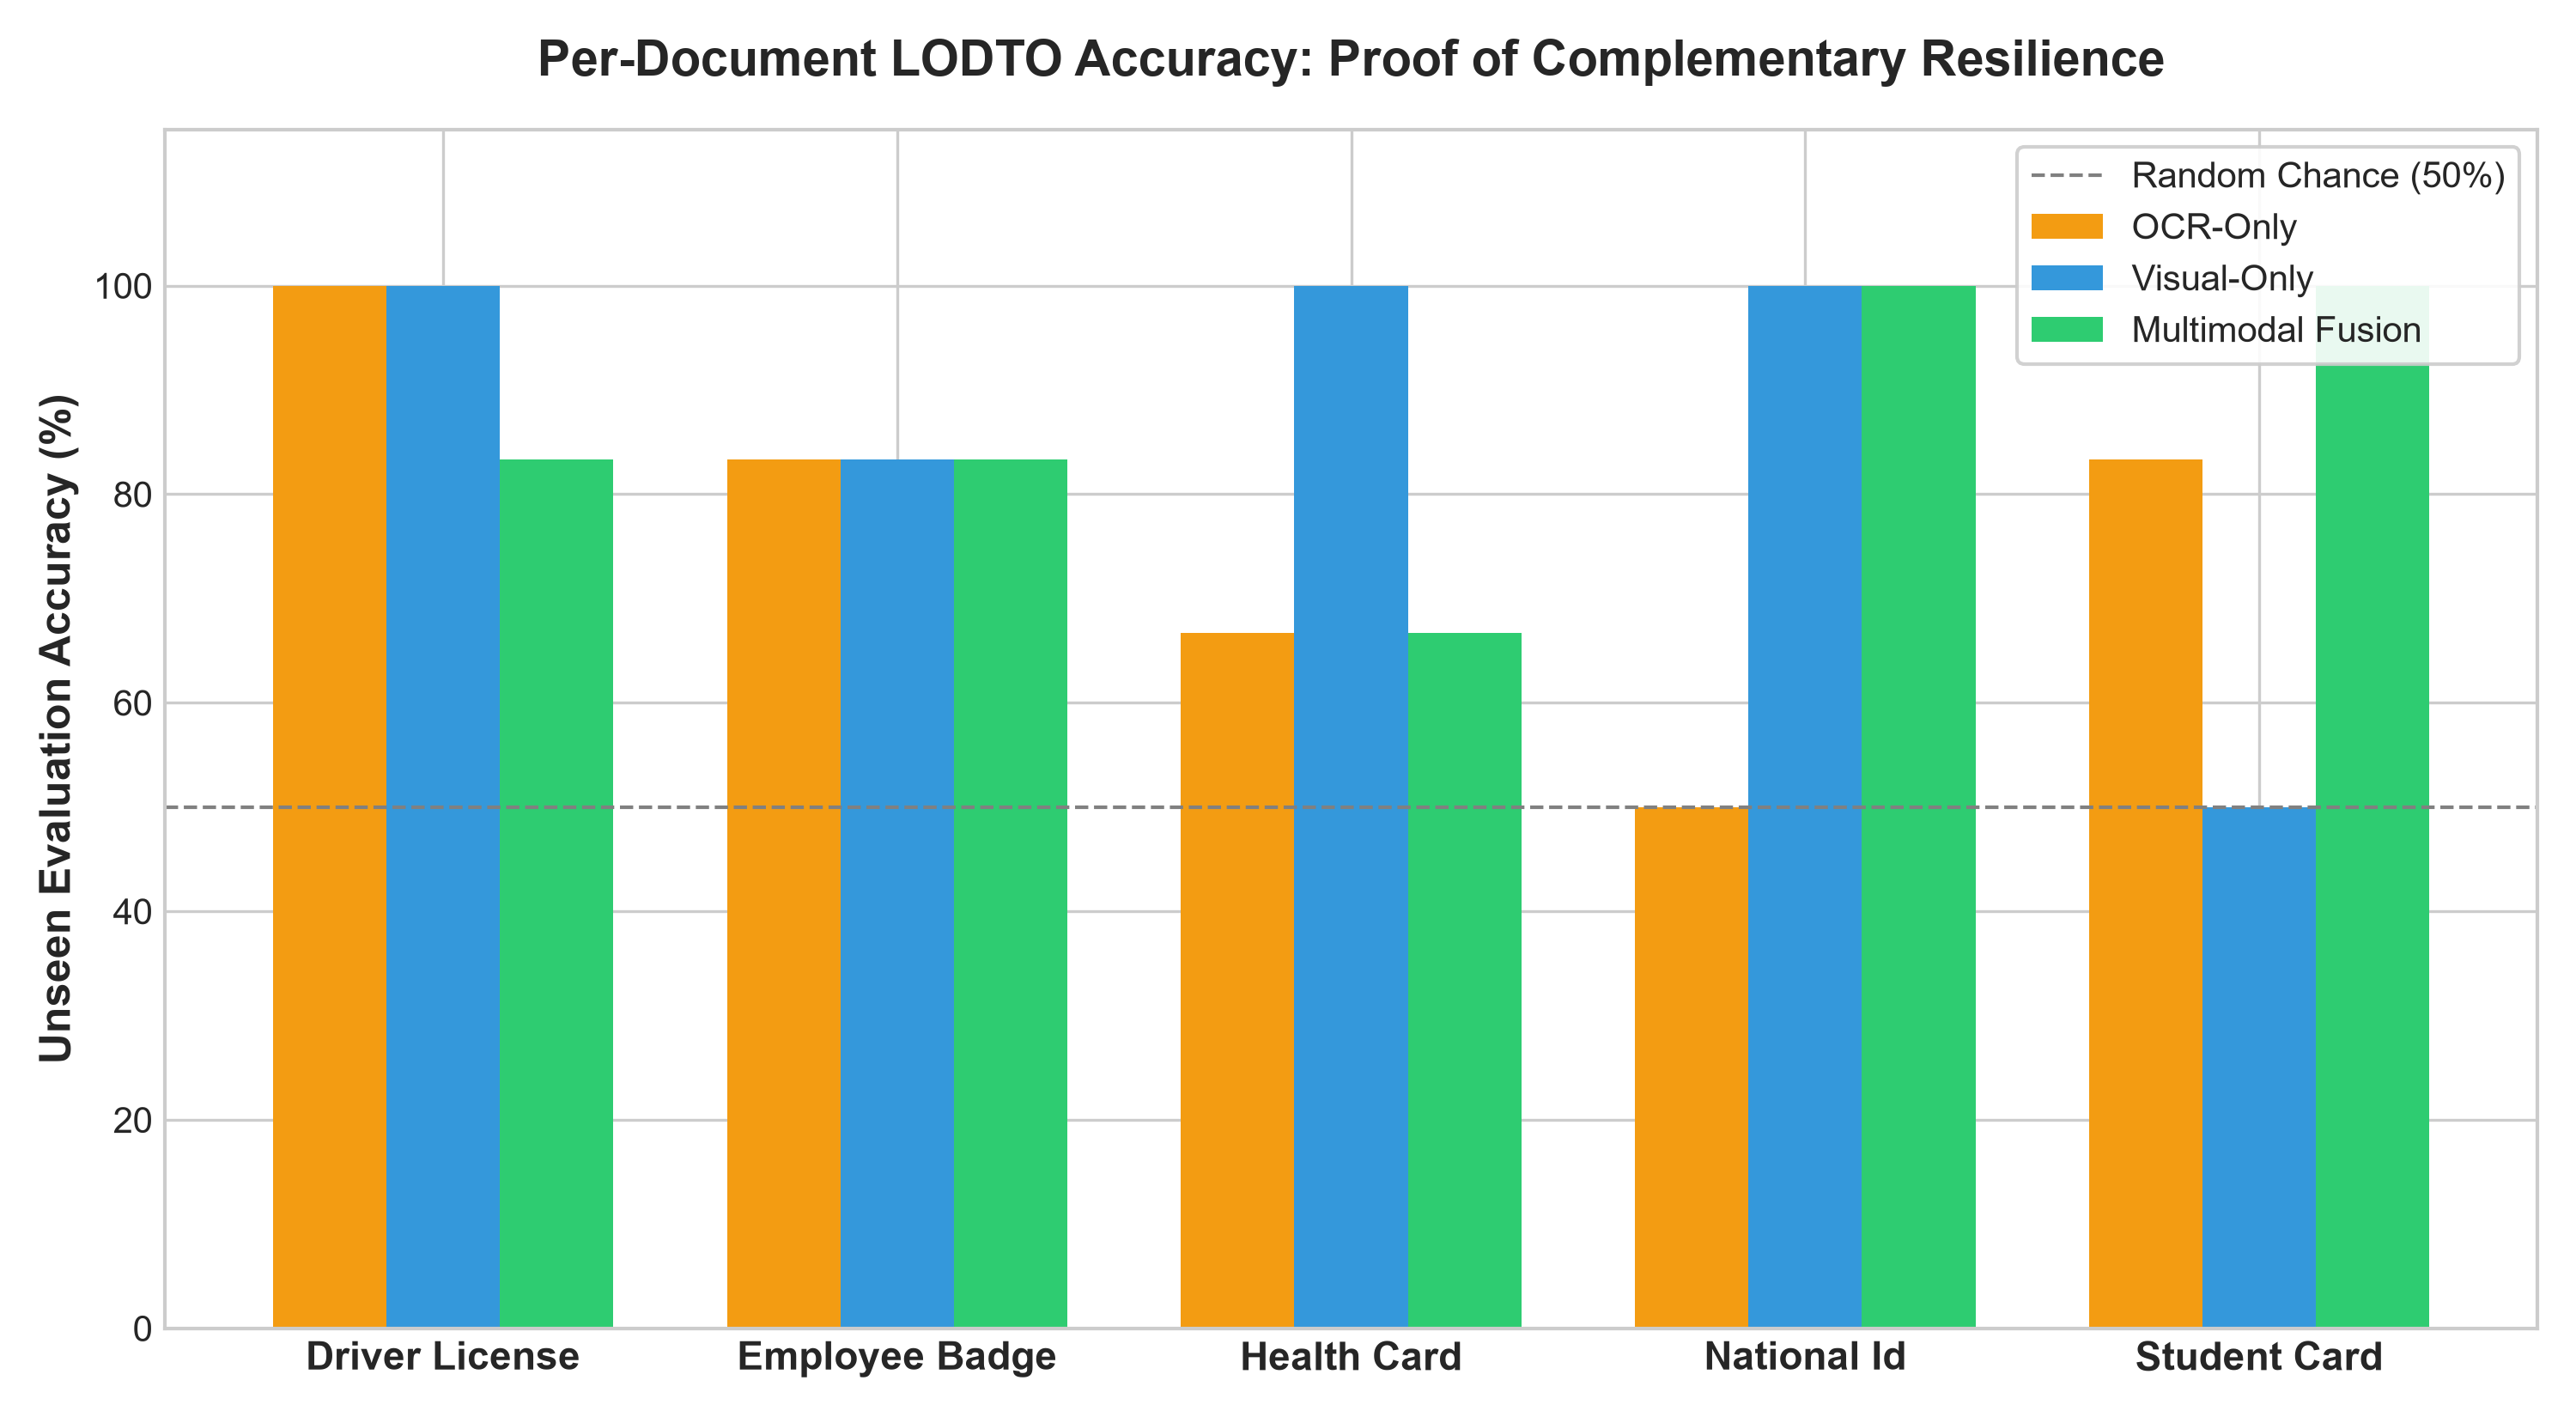 Per-Document LODTO Accuracy: Proof of Complementary Resilience
Unseen Evaluation Accuracy (%)
100
80
60
40
20
0
Random Chance (50%)
OCR-Only
Visual-Only
Multimodal Fusion
Driver License
Employee Badge
Health Card
National Id
Student Card